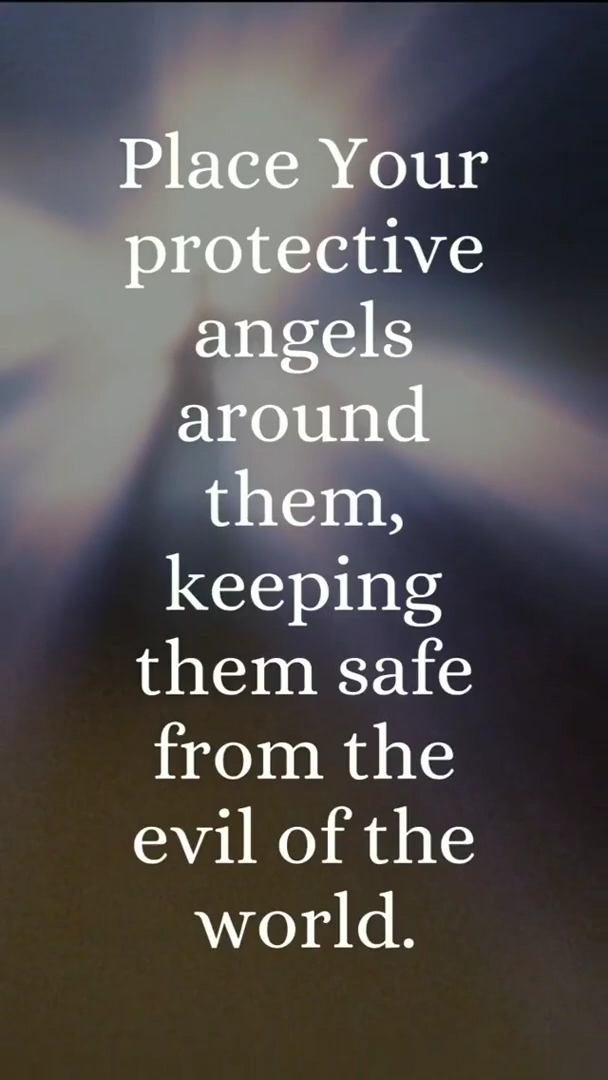 Place Your
protective
angels
around
them,
keeping
them safe
from the
evil of the
world.